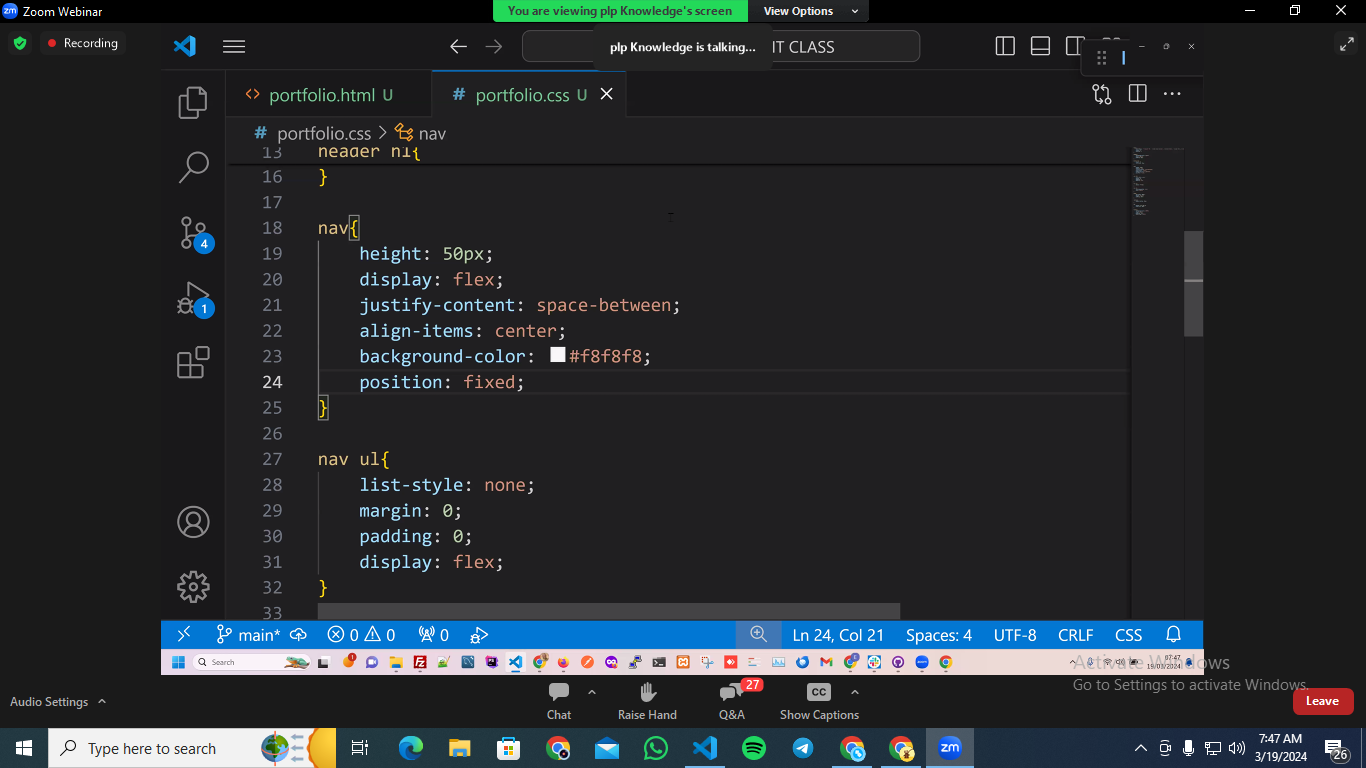 Zoom Webinar
You are viewing plp Knowledge's screen
View Options
Recording
plp Knowledge is talking...
IT CLASS
portfolio.html U
# portfolio.css U
# portfolio.css > nav
13 header h1{
16 }
17
18 nav{
19 height: 50px;
20 display: flex;
21 justify-content: space-between;
22 align-items: center;
23 background-color: #f8f8f8;
24 position: fixed;
25 }
26
27 nav ul{
28 list-style: none;
29 margin: 0;
30 padding: 0;
31 display: flex;
32 }
33
4
1
main* 0 0 0 Ln 24, Col 21 Spaces: 4 UTF-8 CRLF CSS
Search
07:47
19/03/2024
Activate Windows
Go to Settings to activate Windows.
Audio Settings
Chat
Raise Hand
27
Q&A
CC
Show Captions
Leave
Type here to search
zm
7:47 AM
3/19/2024
26